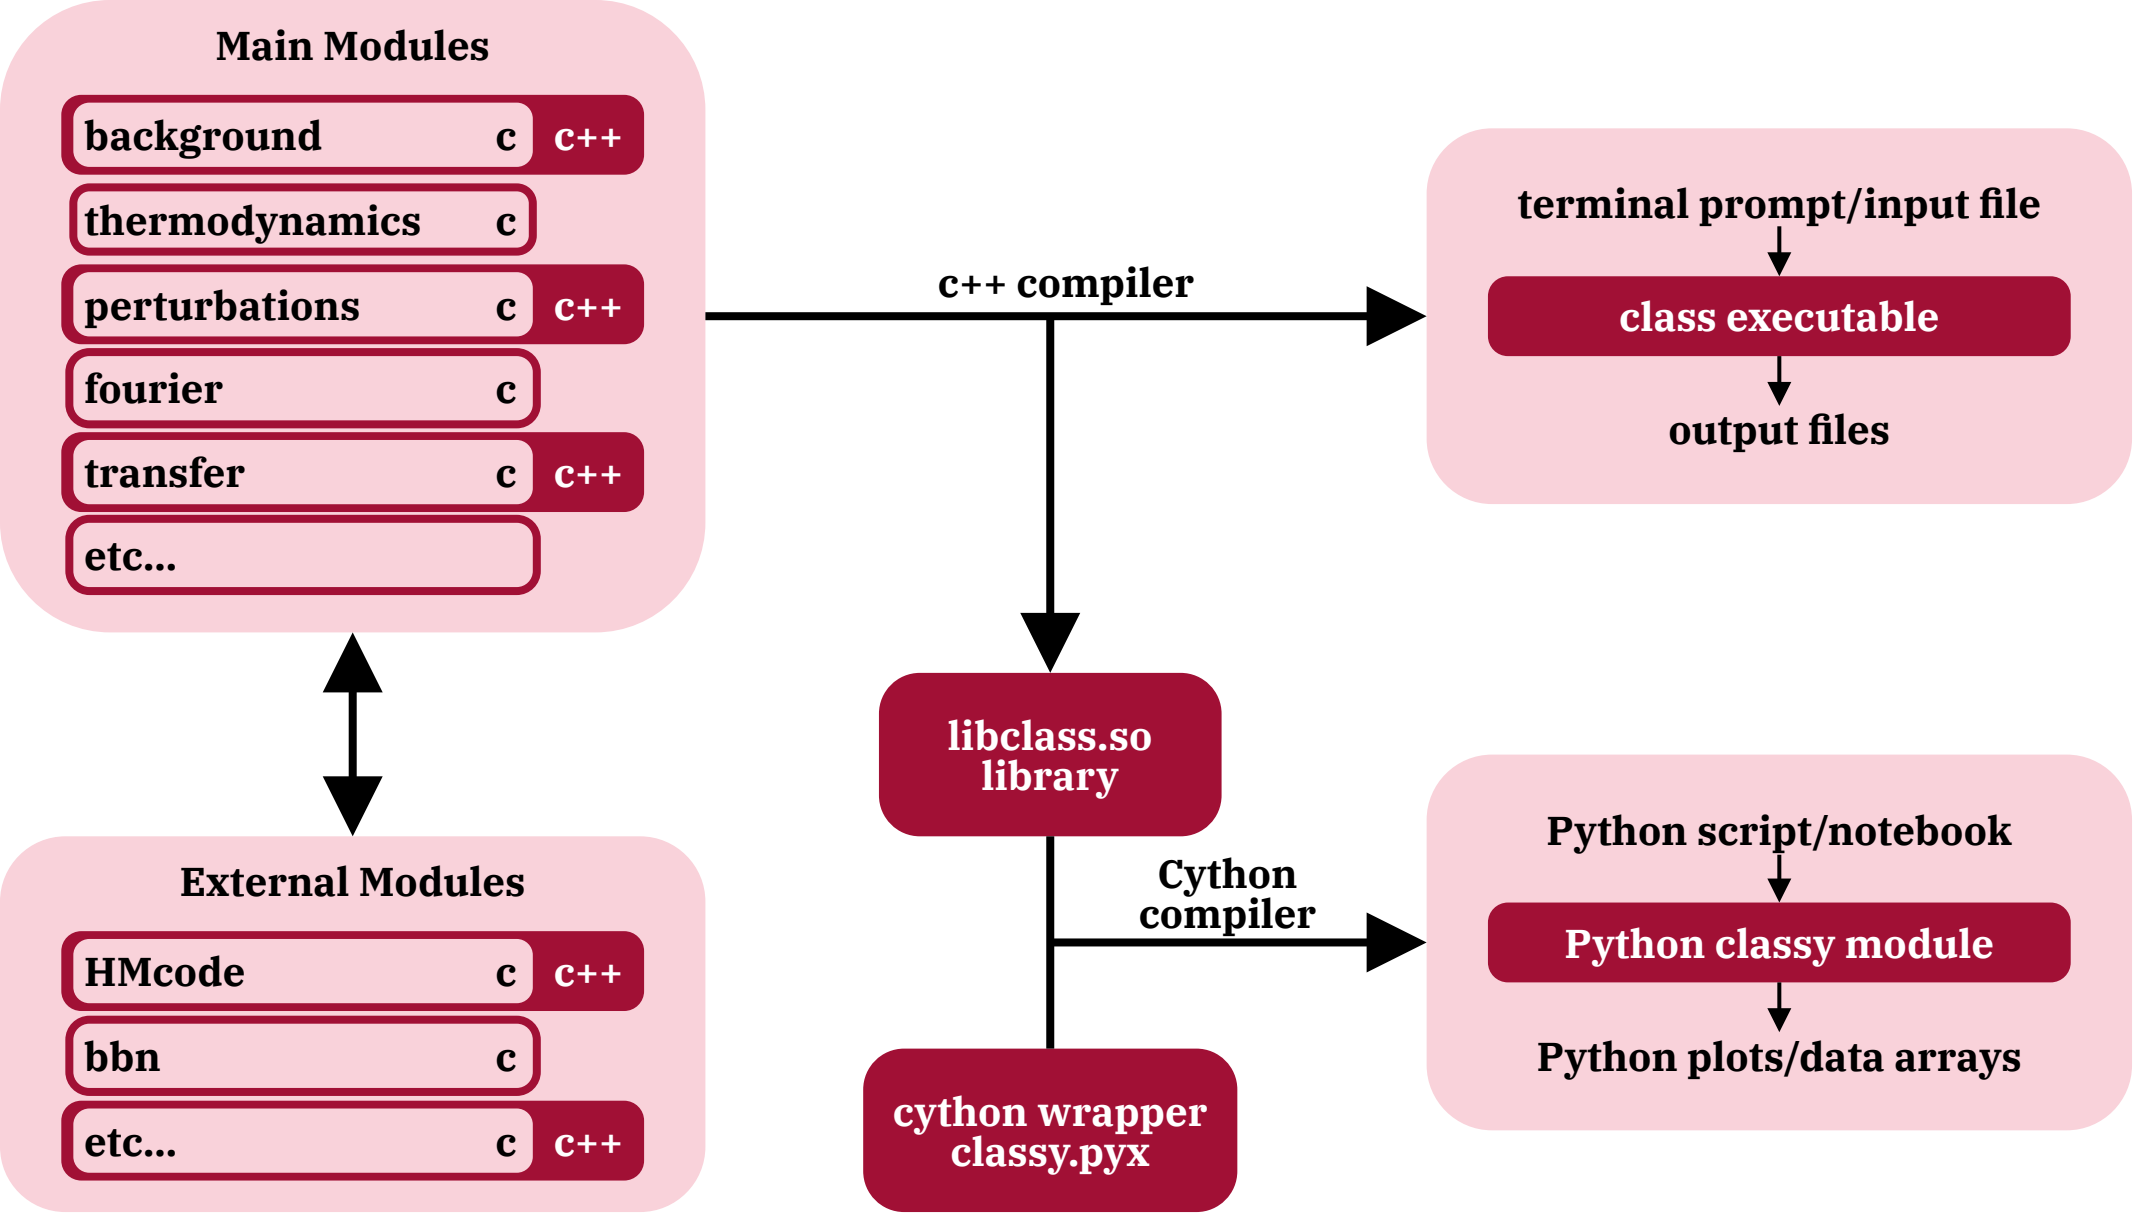 Main Modules
background c c++
thermodynamics c
perturbations c c++
fourier c
transfer c c++
etc...
External Modules
HMcode c c++
bbn c
etc... c c++
c++ compiler
libclass.so
library
Cython
compiler
cython wrapper
classy.pyx
terminal prompt/input file
class executable
output files
Python script/notebook
Python classy module
Python plots/data arrays